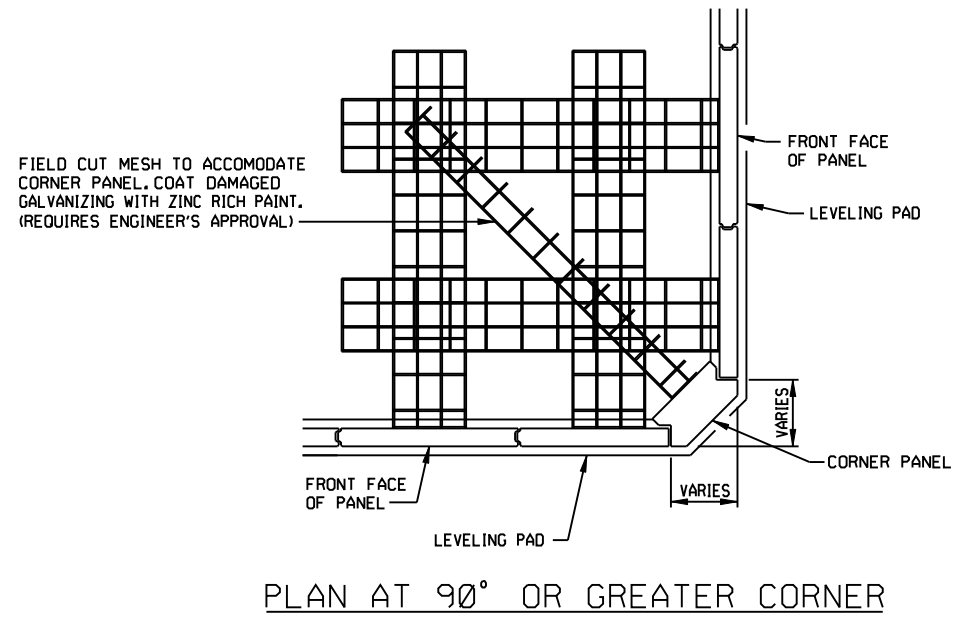 FIELD CUT MESH TO ACCOMODATE
CORNER PANEL. COAT DAMAGED
GALVANIZING WITH ZINC RICH PAINT.
(REQUIRES ENGINEER'S APPROVAL)
FRONT FACE
OF PANEL
LEVELING PAD
VARIES
CORNER PANEL
VARIES
FRONT FACE
OF PANEL
LEVELING PAD
PLAN AT 90° OR GREATER CORNER